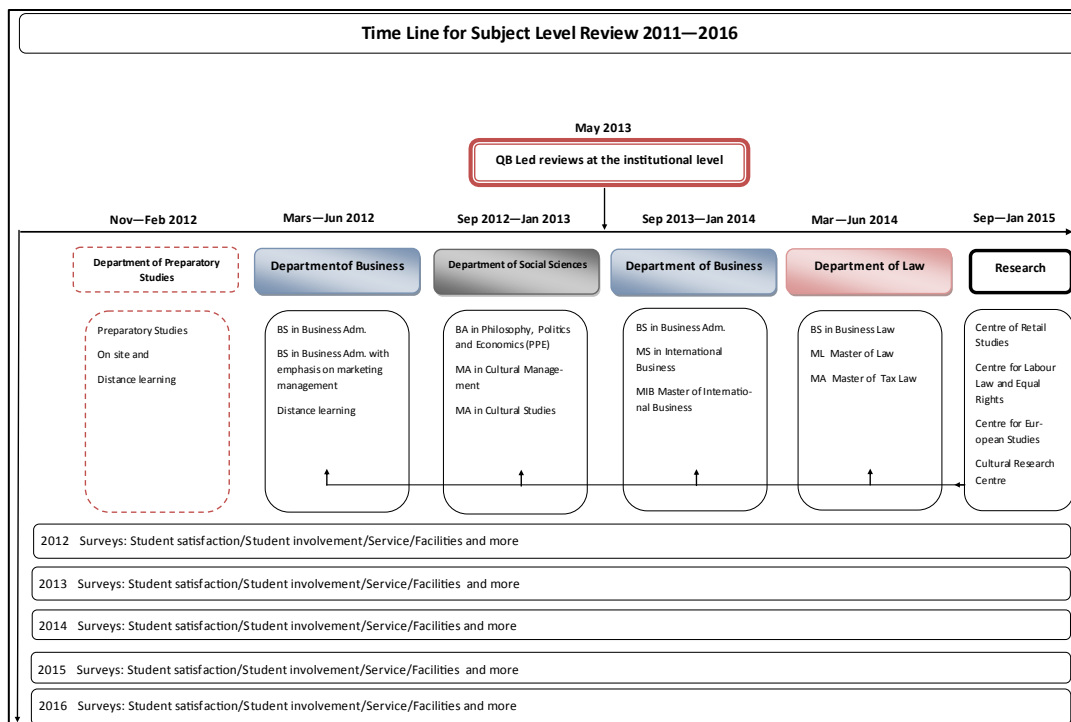 Time Line for Subject Level Review 2011—2016
May 2013
QB Led reviews at the institutional level
Nov—Feb 2012
Mars—Jun 2012
Sep 2012—Jan 2013
Sep 2013—Jan 2014
Mar—Jun 2014
Sep—Jan 2015
Department of Preparatory
Studies
Departmentof Business
Department of Social Sciences
Department of Business
Department of Law
Research
Preparatory Studies
On site and
Distance learning
BS in Business Adm.
BS in Business Adm. with
emphasis on marketing
management
Distance learning
BA in Philosophy, Politics
and Economics (PPE)
MA in Cultural Manage-
ment
MA in Cultural Studies
BS in Business Adm.
MS in International
Business
MIB Master of Internatio-
nal Business
BS in Business Law
ML Master of Law
MA Master of Tax Law
Centre of Retail
Studies
Centre for Labour
Law and Equal
Rights
Centre for Eur-
opean Studies
Cultural Research
Centre
2012 Surveys: Student satisfaction/Student involvement/Service/Facilities and more
2013 Surveys: Student satisfaction/Student involvement/Service/Facilities and more
2014 Surveys: Student satisfaction/Student involvement/Service/Facilities and more
2015 Surveys: Student satisfaction/Student involvement/Service/Facilities and more
2016 Surveys: Student satisfaction/Student involvement/Service/Facilities and more